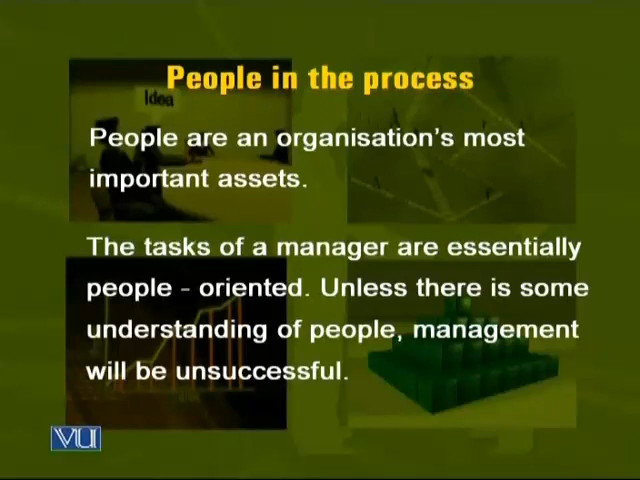 People in the process
Idea
People are an organisation's most
important assets.
The tasks of a manager are essentially
people - oriented. Unless there is some
understanding of people, management
will be unsuccessful.
VU